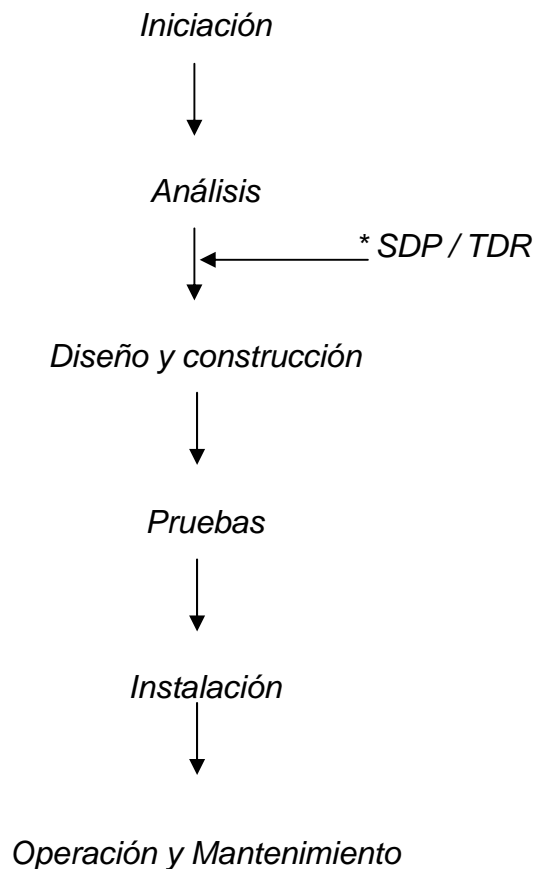 Iniciación
Análisis
* SDP / TDR
Diseño y construcción
Pruebas
Instalación
Operación y Mantenimiento